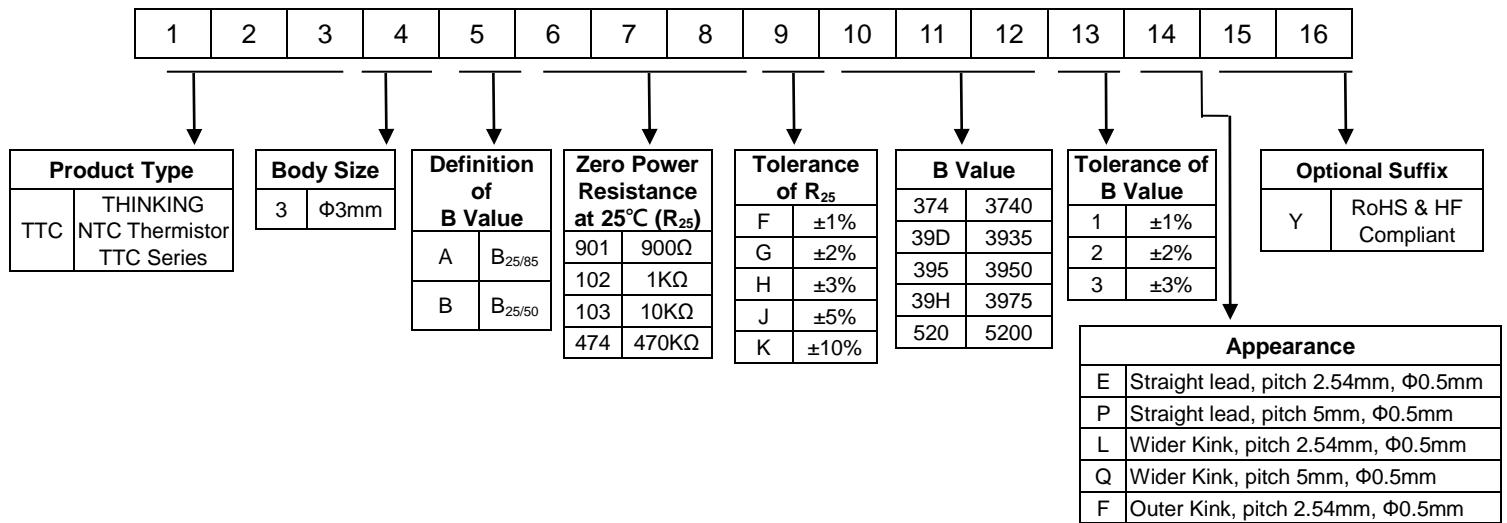 1 2 3 4 5 6 7 8 9 10 11 12 13 14 15 16
Product Type
TTC
THINKING
NTC Thermistor
TTC Series
Body Size
3 Φ3mm
Definition
of
B Value
A B25/85
B B25/50
Zero Power
Resistance
at 25℃ (R25)
901 900Ω
102 1KΩ
103 10KΩ
474 470KΩ
Tolerance
of R25
F ±1%
G ±2%
H ±3%
J ±5%
K ±10%
B Value
374 3740
39D 3935
395 3950
39H 3975
520 5200
Tolerance of
B Value
1 ±1%
2 ±2%
3 ±3%
Optional Suffix
Y
RoHS & HF
Compliant
Appearance
E Straight lead, pitch 2.54mm, Φ0.5mm
P Straight lead, pitch 5mm, Φ0.5mm
L Wider Kink, pitch 2.54mm, Φ0.5mm
Q Wider Kink, pitch 5mm, Φ0.5mm
F Outer Kink, pitch 2.54mm, Φ0.5mm